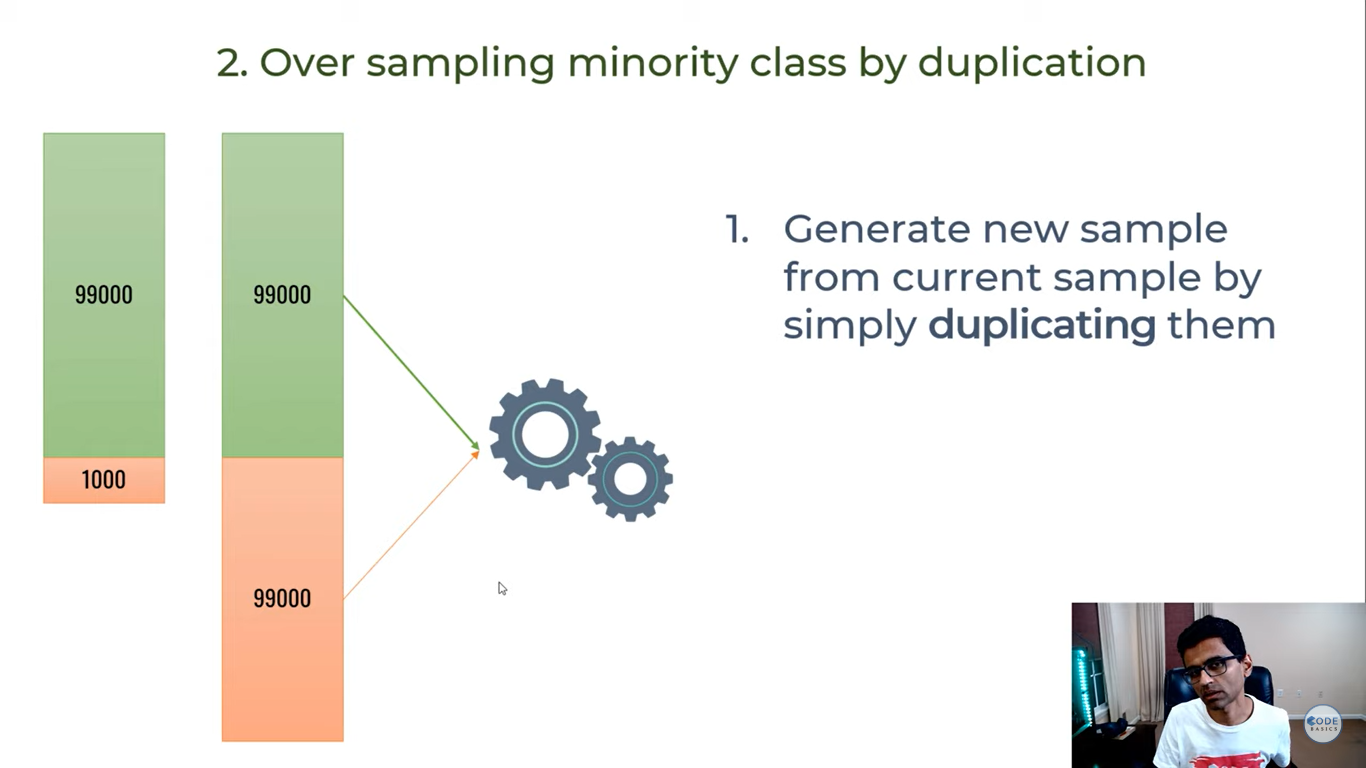 2. Over sampling minority class by duplication
99000
1000
99000
99000
1. Generate new sample
from current sample by
simply duplicating them
CODE
BASICS